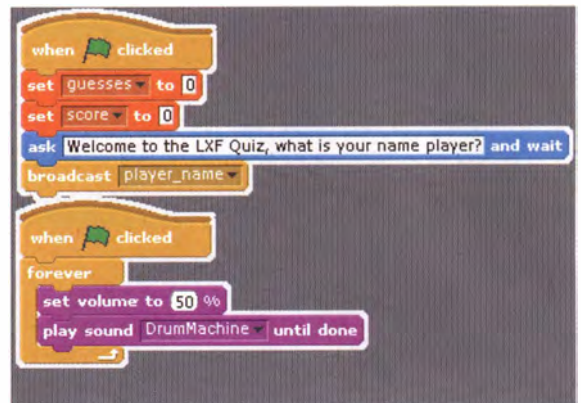 when clicked
set guesses to 0
set score to 0
ask Welcome to the LXF Quiz, what is your name player? and wait
broadcast player_name
when clicked
forever
set volume to 50 %
play sound DrumMachine until done